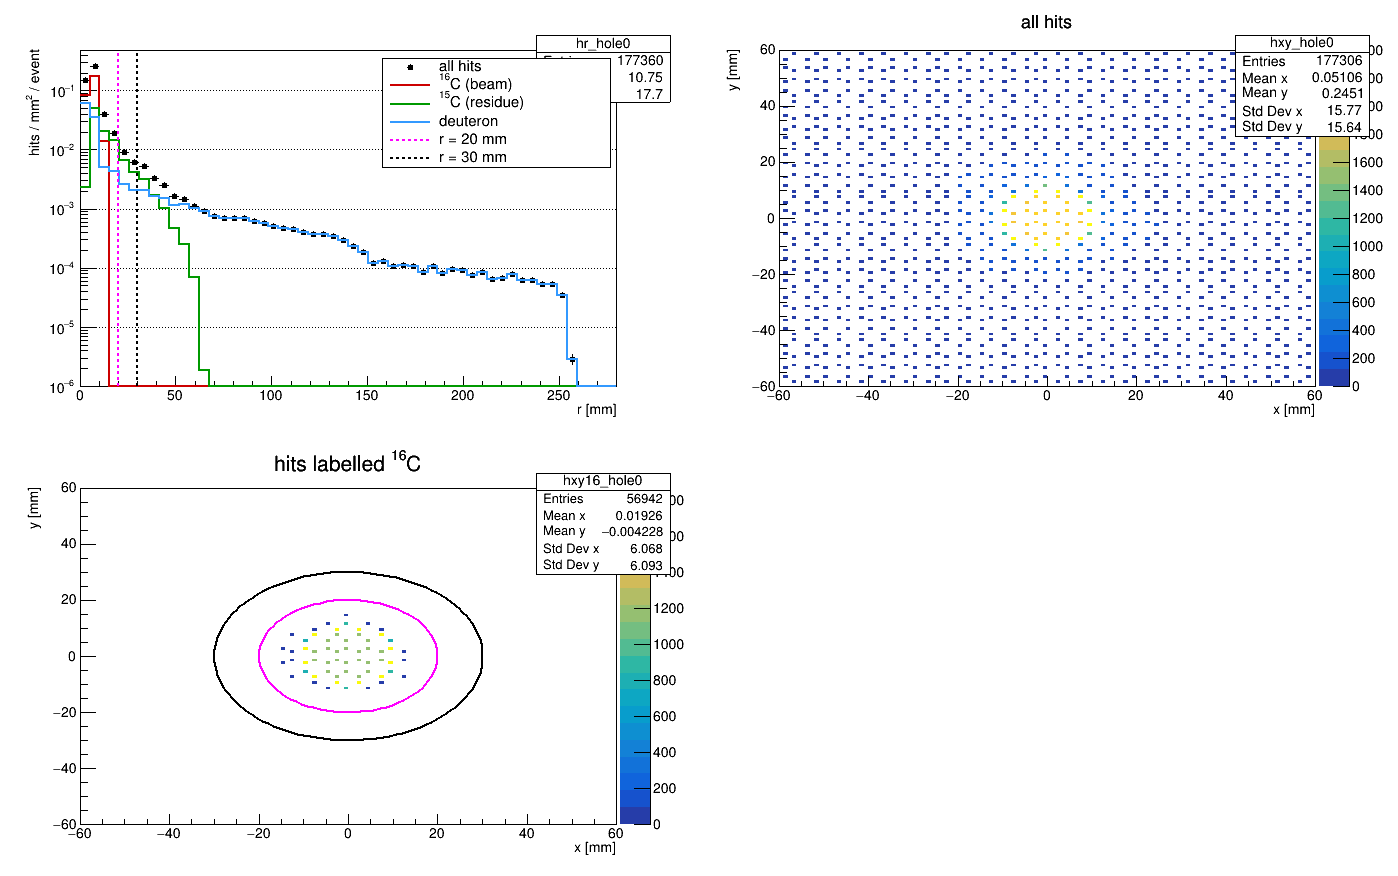 hr_hole0
177360
10.75
17.7
all hits
¹⁶C (beam)
¹⁵C (residue)
deuteron
r = 20 mm
r = 30 mm
hits / mm² / event
10⁻¹
10⁻²
10⁻³
10⁻⁴
10⁻⁵
10⁻⁶
0 50 100 150 200 250
r [mm]
all hits
hxy_hole0
Entries 177306
Mean x 0.05106
Mean y 0.2451
Std Dev x 15.77
Std Dev y 15.64
y [mm]
60
40
20
0
−20
−40
−60
−60 −40 −20 0 20 40 60
x [mm]
1600
1400
1200
1000
800
600
400
200
0
hits labelled ¹⁶C
hxy16_hole0
Entries 56942
Mean x 0.01926
Mean y −0.004228
Std Dev x 6.068
Std Dev y 6.093
y [mm]
60
40
20
0
−20
−40
−60
−60 −40 −20 0 20 40 60
x [mm]
1200
1000
800
600
400
200
0